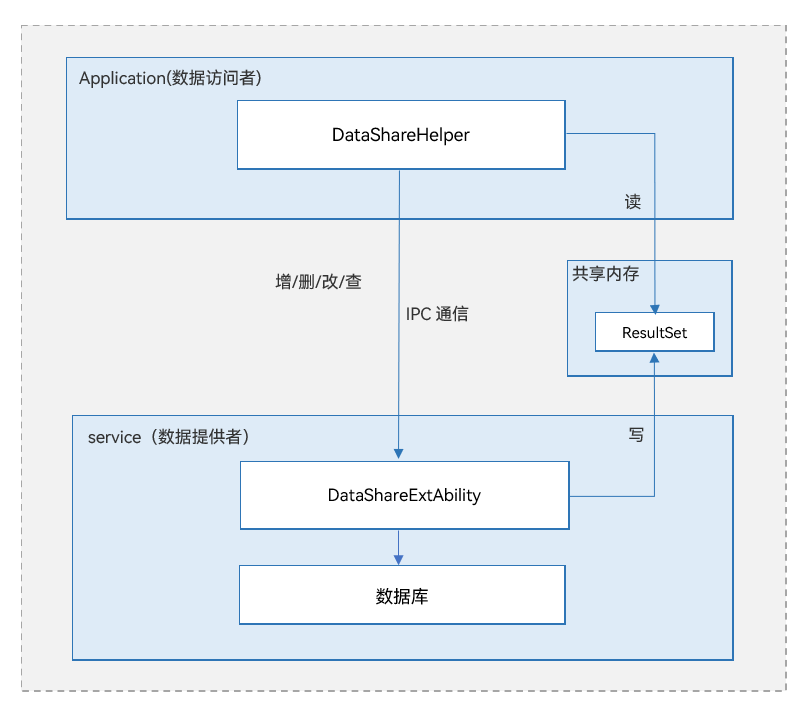 Application(数据访问者)
DataShareHelper
读
增/删/改/查
共享内存
IPC 通信
ResultSet
service（数据提供者）
写
DataShareExtAbility
数据库